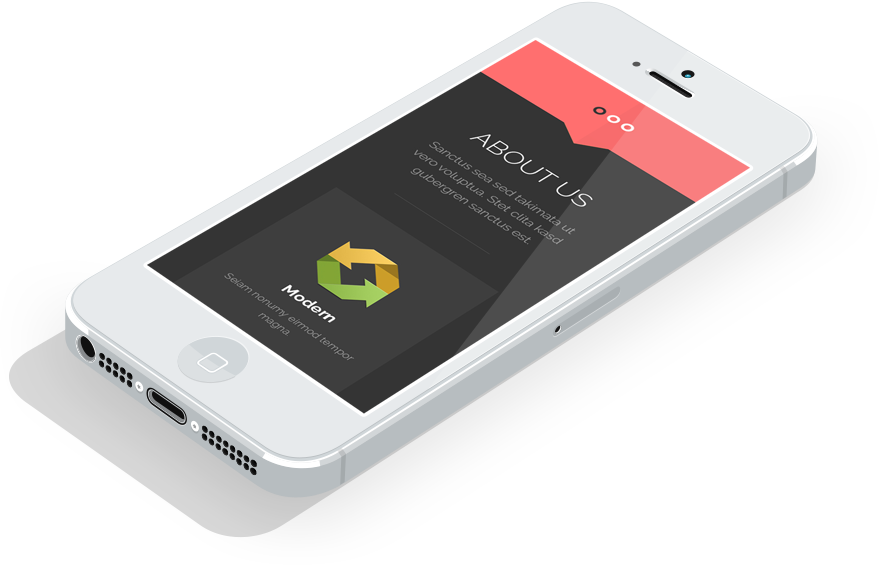 ABOUT US
Sanctus sea sed takimata ut
vero voluptua. Stet clita kasd
gubergren sanctus est.
Modern
Seiam nonumy eirmod tempor
magna.